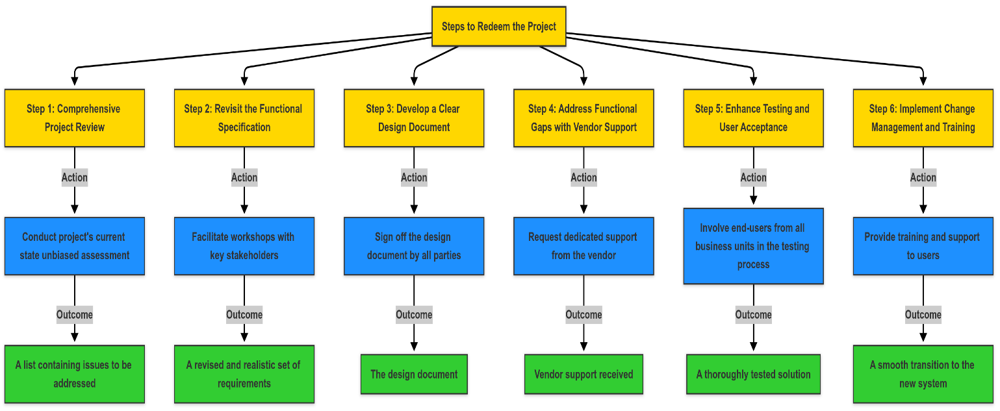 Steps to Redeem the Project
Step 1: Comprehensive
Project Review
Step 2: Revisit the Functional
Specification
Step 3: Develop a Clear
Design Document
Step 4: Address Functional
Gaps with Vendor Support
Step 5: Enhance Testing and
User Acceptance
Step 6: Implement Change
Management and Training
Action
Action
Action
Action
Action
Action
Conduct project's current
state unbiased assessment
Facilitate workshops with
key stakeholders
Sign off the design
document by all parties
Request dedicated support
from the vendor
Involve end-users from all
business units in the testing
process
Provide training and support
to users
Outcome
Outcome
Outcome
Outcome
Outcome
Outcome
A list containing issues to be
addressed
A revised and realistic set of
requirements
The design document
Vendor support received
A thoroughly tested solution
A smooth transition to the
new system